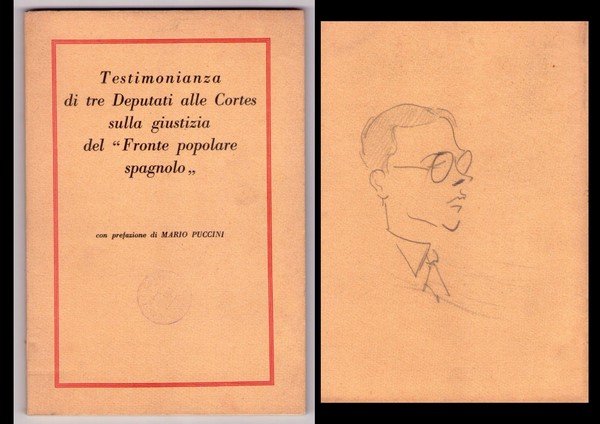 Testimonianza
di tre Deputati alle Cortes
sulla giustizia
del “Fronte popolare
spagnolo„
con prefazione di MARIO PUCCINI